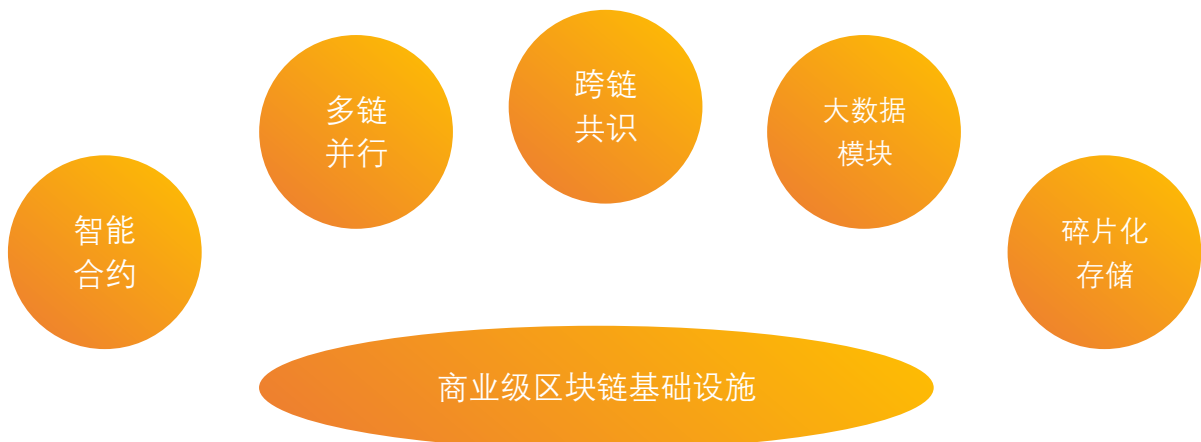 智能
合约
多链
并行
跨链
共识
大数据
模块
碎片化
存储
商业级区块链基础设施